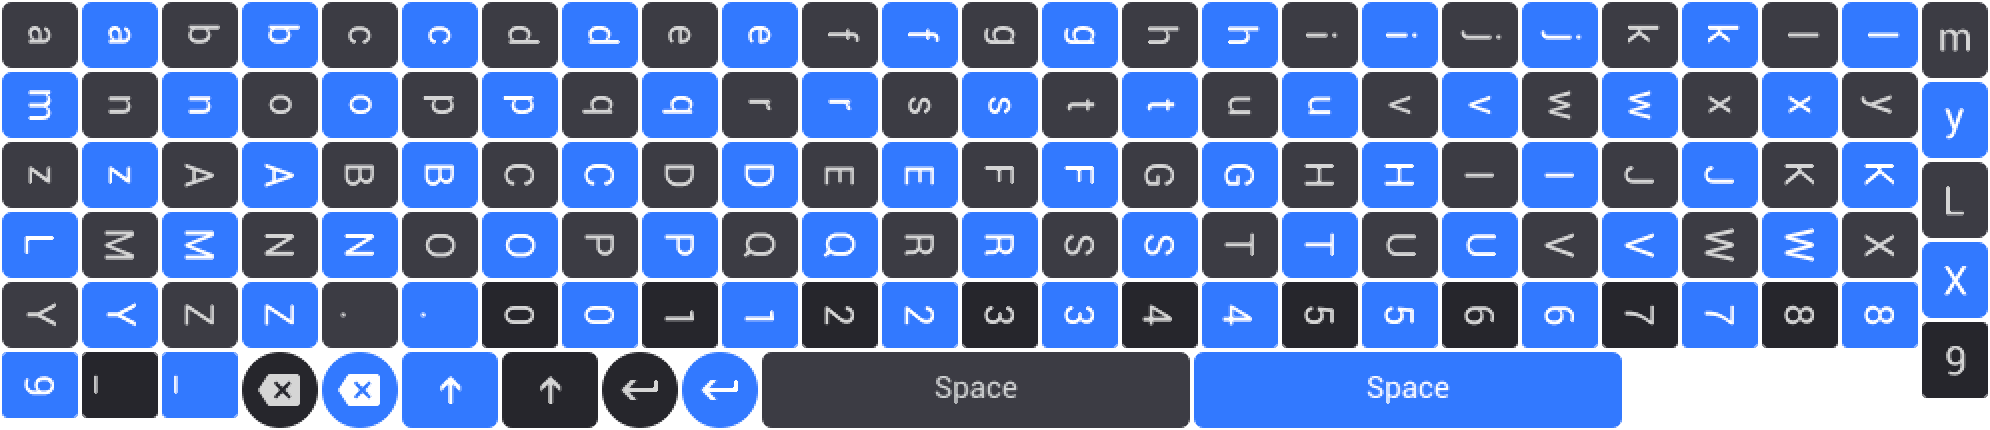 a a b b c c d d e e f f g g h h i i j j k k l l m
m n n o o p p q q r r s s t t u u v v w w x x y y
z z A A B B C C D D E E F F G G H H I I J J K K L
L M M N N O O P P Q Q R R S S T T U U V V W W X X
Y Y Z Z . . 0 0 1 1 2 2 3 3 4 4 5 5 6 6 7 7 8 8 9
9 _ _ Space Space